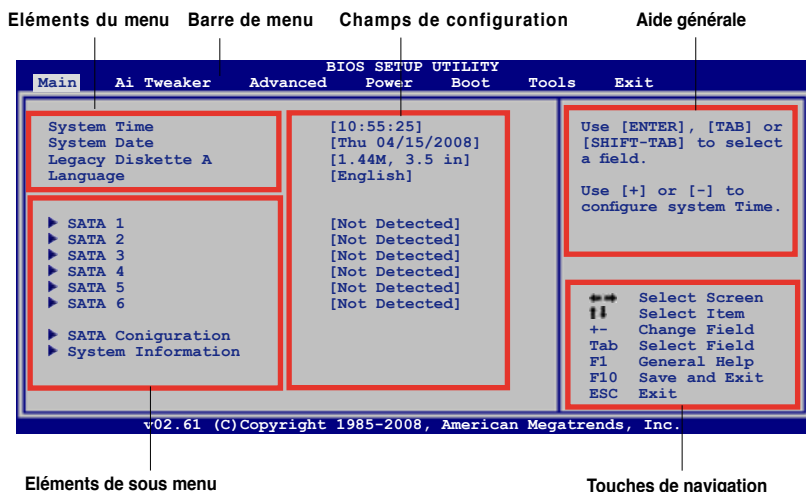 Eléments du menu Barre de menu Champs de configuration Aide générale
BIOS SETUP UTILITY
Main Ai Tweaker Advanced Power Boot Tools Exit
System Time [10:55:25]
System Date [Thu 04/15/2008]
Legacy Diskette A [1.44M, 3.5 in]
Language [English]
SATA 1 [Not Detected]
SATA 2 [Not Detected]
SATA 3 [Not Detected]
SATA 4 [Not Detected]
SATA 5 [Not Detected]
SATA 6 [Not Detected]
SATA Coniguration
System Information
Use [ENTER], [TAB] or
[SHIFT-TAB] to select
a field.
Use [+] or [-] to
configure system Time.
←→ Select Screen
↑↓ Select Item
+- Change Field
Tab Select Field
F1 General Help
F10 Save and Exit
ESC Exit
v02.61 (C)Copyright 1985-2008, American Megatrends, Inc.
Eléments de sous menu Touches de navigation